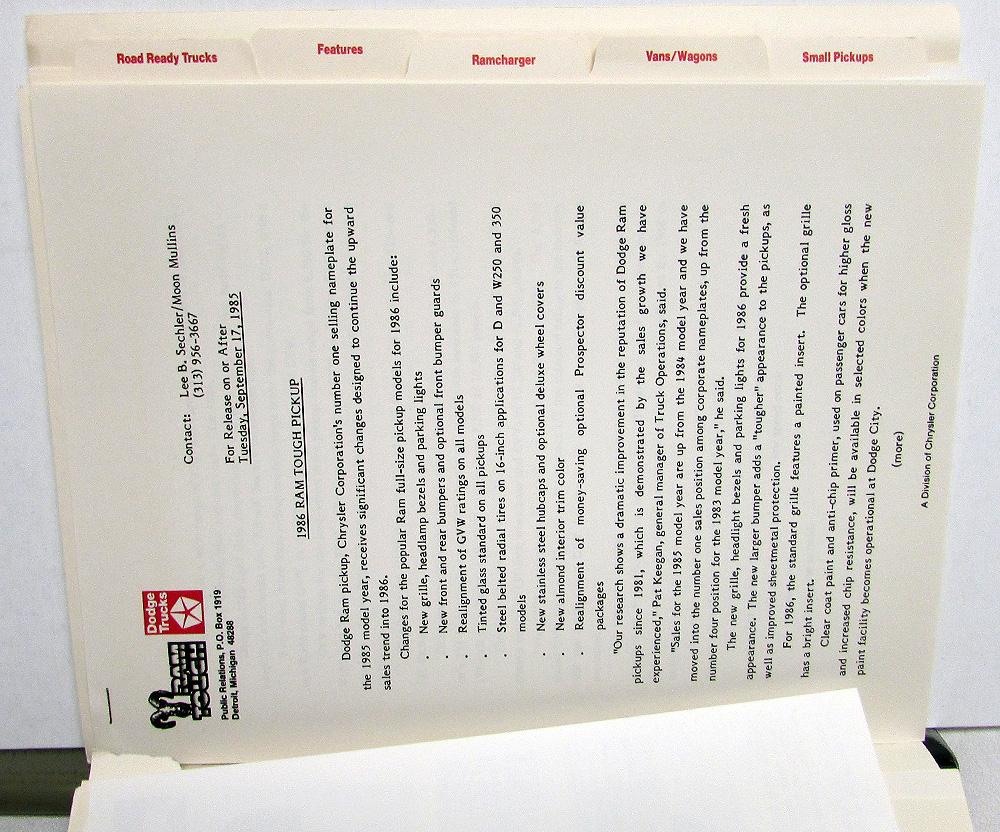 Road Ready Trucks
Features
Ramcharger
Vans/Wagons
Small Pickups
RAM
TOUGH
Dodge
Trucks
Public Relations, P.O. Box 1919
Detroit, Michigan 48288
Contact: Lee B. Sechler/Moon Mullins
(313) 956-3667
For Release on or After
Tuesday, September 17, 1985
1986 RAM TOUGH PICKUP
Dodge Ram pickup, Chrysler Corporation's number one selling nameplate for
the 1985 model year, receives significant changes designed to continue the upward
sales trend into 1986.
Changes for the popular Ram full-size pickup models for 1986 include:
. New grille, headlamp bezels and parking lights
. New front and rear bumpers and optional front bumper guards
. Realignment of GVW ratings on all models
. Tinted glass standard on all pickups
. Steel belted radial tires on 16-inch applications for D and W250 and 350
models
. New stainless steel hubcaps and optional deluxe wheel covers
. New almond interior trim color
. Realignment of money-saving optional Prospector discount value
packages
"Our research shows a dramatic improvement in the reputation of Dodge Ram
pickups since 1981, which is demonstrated by the sales growth we have
experienced," Pat Keegan, general manager of Truck Operations, said.
"Sales for the 1985 model year are up from the 1984 model year and we have
moved into the number one sales position among corporate nameplates, up from the
number four position for the 1983 model year," he said.
The new grille, headlight bezels and parking lights for 1986 provide a fresh
appearance. The new larger bumper adds a "tougher" appearance to the pickups, as
well as improved sheetmetal protection.
For 1986, the standard grille features a painted insert. The optional grille
has a bright insert.
Clear coat paint and anti-chip primer, used on passenger cars for higher gloss
and increased chip resistance, will be available in selected colors when the new
paint facility becomes operational at Dodge City.
(more)
A Division of Chrysler Corporation